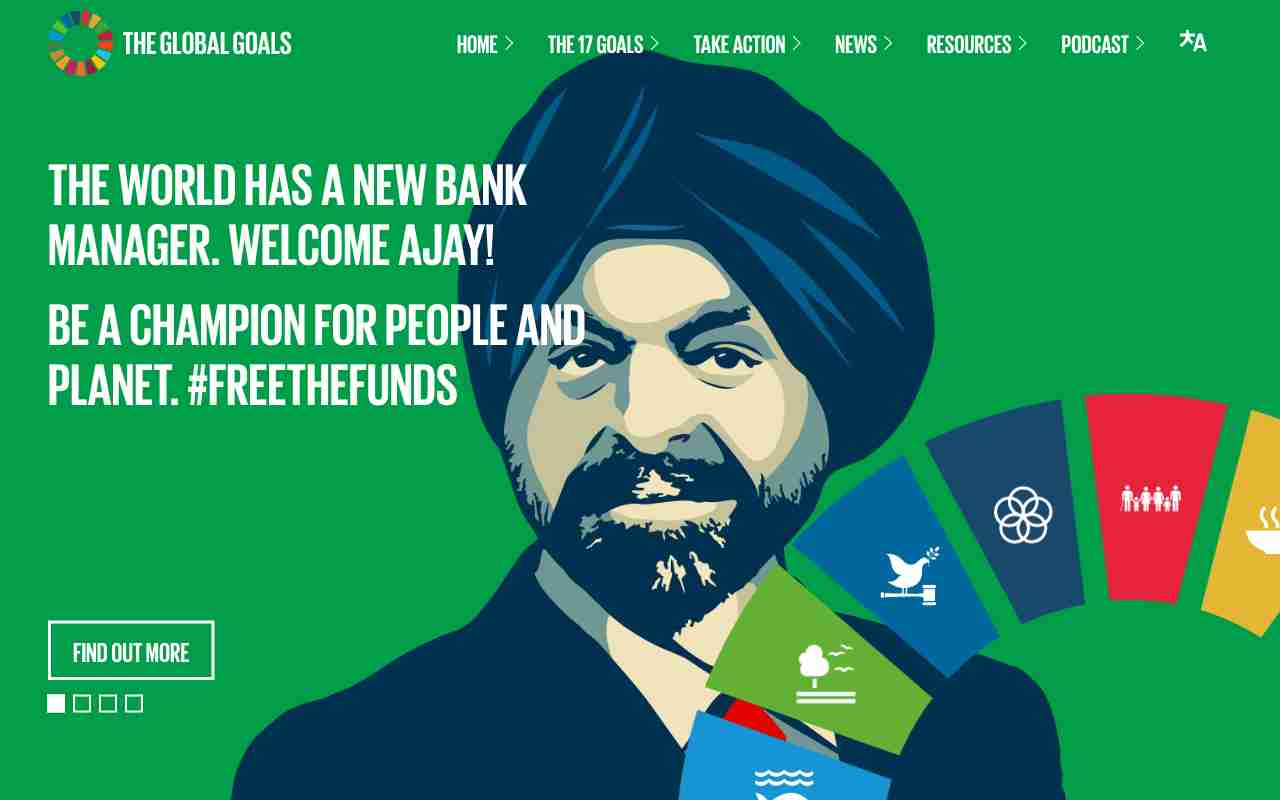 THE GLOBAL GOALS
HOME
THE 17 GOALS
TAKE ACTION
NEWS
RESOURCES
PODCAST
THE WORLD HAS A NEW BANK
MANAGER. WELCOME AJAY!
BE A CHAMPION FOR PEOPLE AND
PLANET. #FREETHEFUNDS
FIND OUT MORE